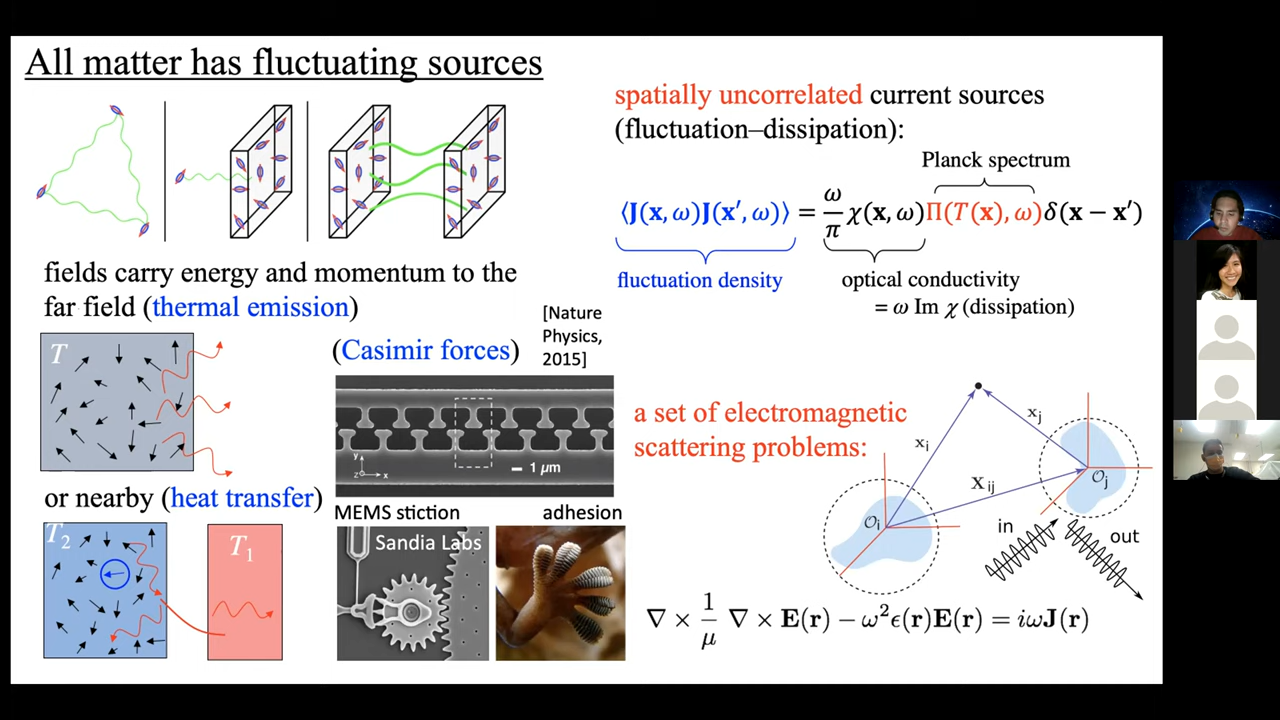 All matter has fluctuating sources
fields carry energy and momentum to the
far field (thermal emission)
T
or nearby (heat transfer)
T₂
T₁
(Casimir forces)
[Nature
Physics,
2015]
y
z
x
1 μm
MEMS stiction
adhesion
Sandia Labs
spatially uncorrelated current sources
(fluctuation–dissipation):
Planck spectrum
⟨J(x, ω)J(x′, ω)⟩ = ω/π χ(x, ω)Π(T(x), ω)δ(x − x′)
fluctuation density
optical conductivity
= ω Im χ (dissipation)
a set of electromagnetic
scattering problems:
x_i
x_j
X_ij
O_i
O_j
in
out
∇ × 1/μ ∇ × E(r) − ω²ϵ(r)E(r) = iωJ(r)